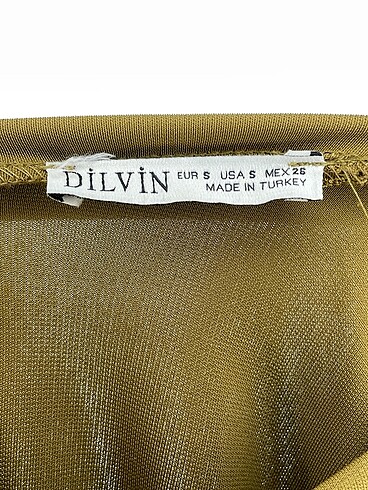 DİLVİN EUR S USA S MEX 26
MADE IN TURKEY